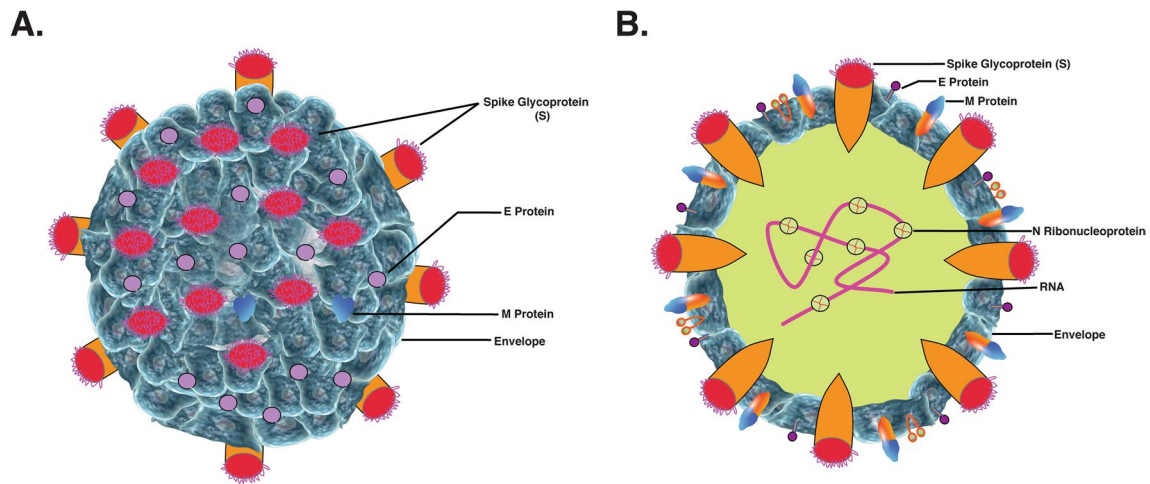 A.
B.
Spike Glycoprotein
(S)
E Protein
M Protein
Envelope
Spike Glycoprotein (S)
E Protein
M Protein
N Ribonucleoprotein
RNA
Envelope